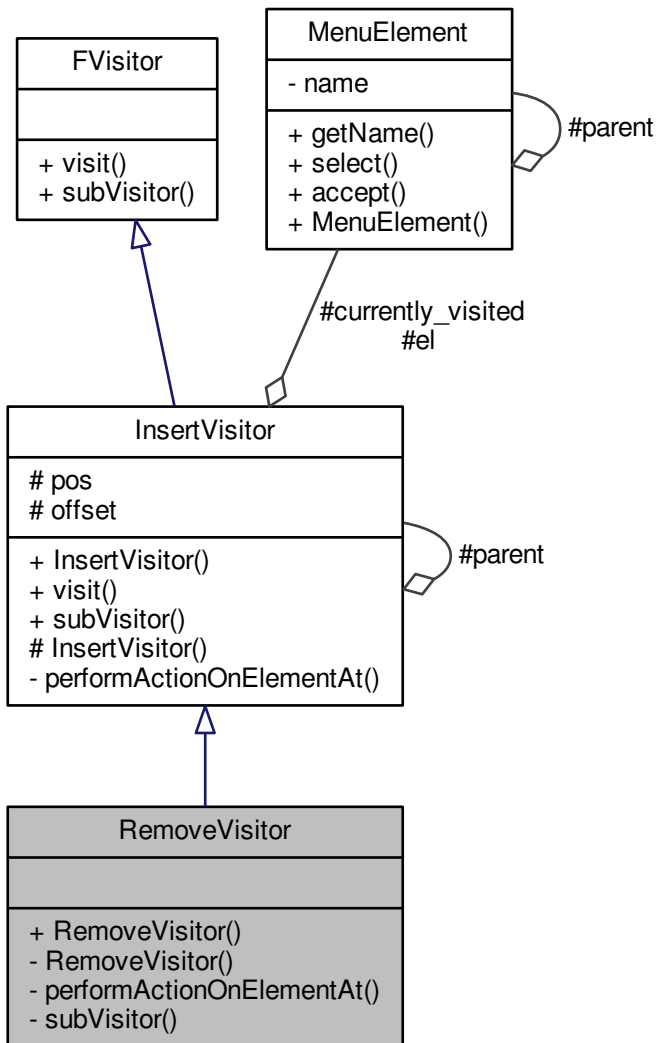 MenuElement
- name
+ getName()
+ select()
+ accept()
+ MenuElement()
#parent
FVisitor
+ visit()
+ subVisitor()
#currently_visited
#el
InsertVisitor
# pos
# offset
+ InsertVisitor()
+ visit()
+ subVisitor()
# InsertVisitor()
- performActionOnElementAt()
#parent
RemoveVisitor
+ RemoveVisitor()
- RemoveVisitor()
- performActionOnElementAt()
- subVisitor()